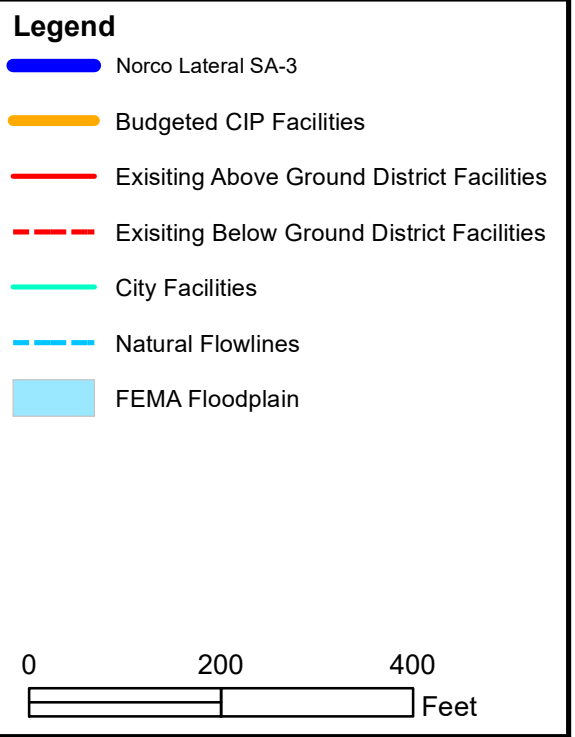 Legend
Norco Lateral SA-3
Budgeted CIP Facilities
Exisiting Above Ground District Facilities
Exisiting Below Ground District Facilities
City Facilities
Natural Flowlines
FEMA Floodplain
0 200 400
Feet